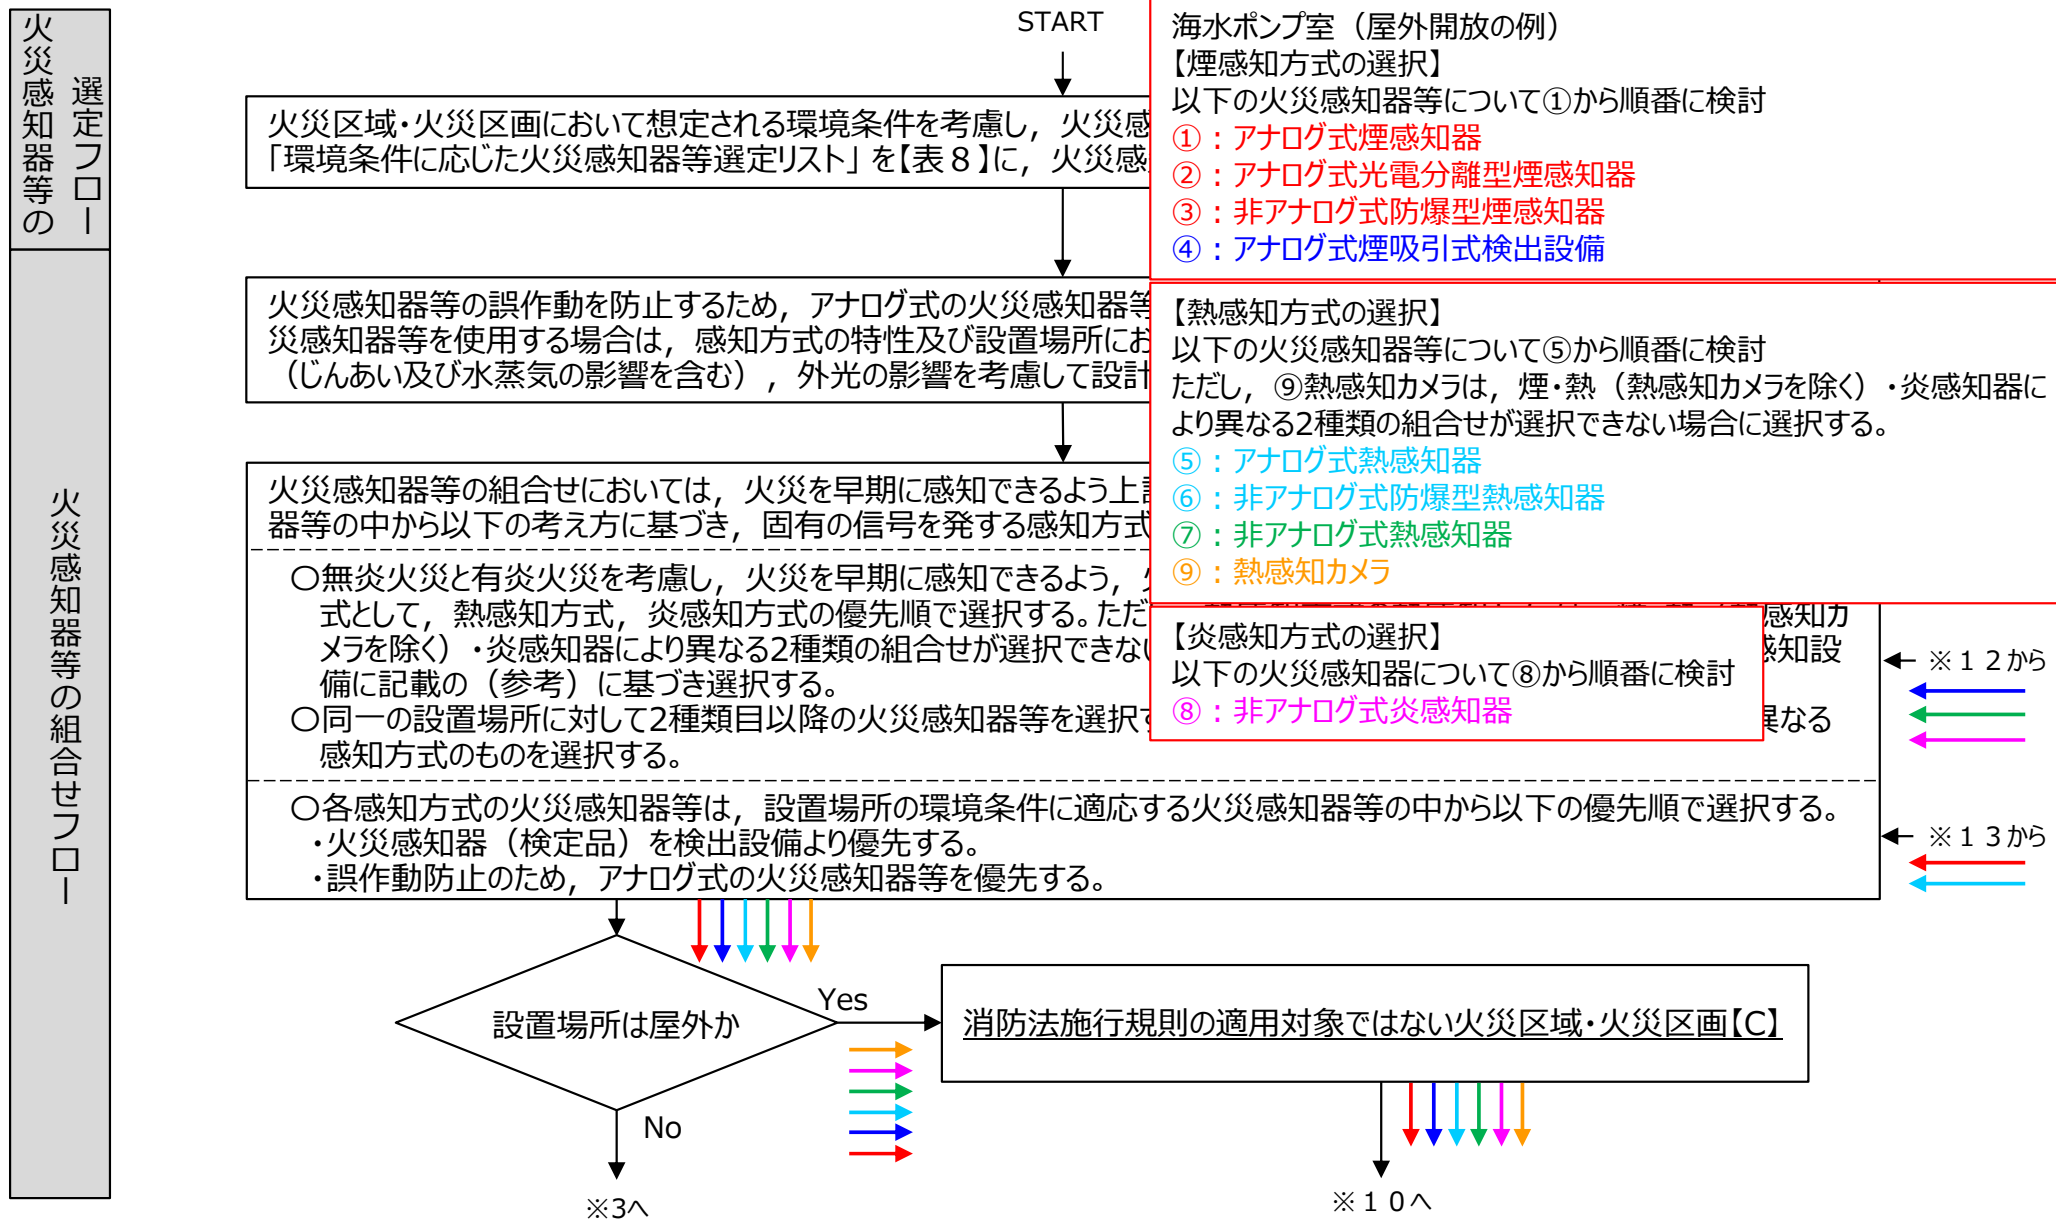 火災感知器等の
選定フロー
START
火災区域・火災区画において想定される環境条件を考慮し，火災感
「環境条件に応じた火災感知器等選定リスト」を【表８】に，火災感
海水ポンプ室（屋外開放の例）
【煙感知方式の選択】
以下の火災感知器等について①から順番に検討
①：アナログ式煙感知器
②：アナログ式光電分離型煙感知器
③：非アナログ式防爆型煙感知器
④：アナログ式煙吸引式検出設備
火災感知器等の組合せフロー
火災感知器等の誤作動を防止するため，アナログ式の火災感知器等
災感知器等を使用する場合は，感知方式の特性及び設置場所にお
（じんあい及び水蒸気の影響を含む），外光の影響を考慮して設計
【熱感知方式の選択】
以下の火災感知器等について⑤から順番に検討
ただし，⑨熱感知カメラは，煙・熱（熱感知カメラを除く）・炎感知器に
より異なる2種類の組合せが選択できない場合に選択する。
⑤：アナログ式熱感知器
⑥：非アナログ式防爆型熱感知器
⑦：非アナログ式熱感知器
⑨：熱感知カメラ
火災感知器等の組合せにおいては，火災を早期に感知できるよう上
器等の中から以下の考え方に基づき，固有の信号を発する感知方式
〇無炎火災と有炎火災を考慮し，火災を早期に感知できるよう，
式として，熱感知方式，炎感知方式の優先順で選択する。ただ
感知カ
メラを除く）・炎感知器により異なる2種類の組合せが選択できな
感知設
備に記載の（参考）に基づき選択する。
〇同一の設置場所に対して2種類目以降の火災感知器等を選択
異なる
感知方式のものを選択する。
【炎感知方式の選択】
以下の火災感知器について⑧から順番に検討
⑧：非アナログ式炎感知器
※１２から
〇各感知方式の火災感知器等は，設置場所の環境条件に適応する火災感知器等の中から以下の優先順で選択する。
・火災感知器（検定品）を検出設備より優先する。
・誤作動防止のため，アナログ式の火災感知器等を優先する。
※１３から
設置場所は屋外か
Yes
消防法施行規則の適用対象ではない火災区域・火災区画【C】
No
※3へ
※１０へ